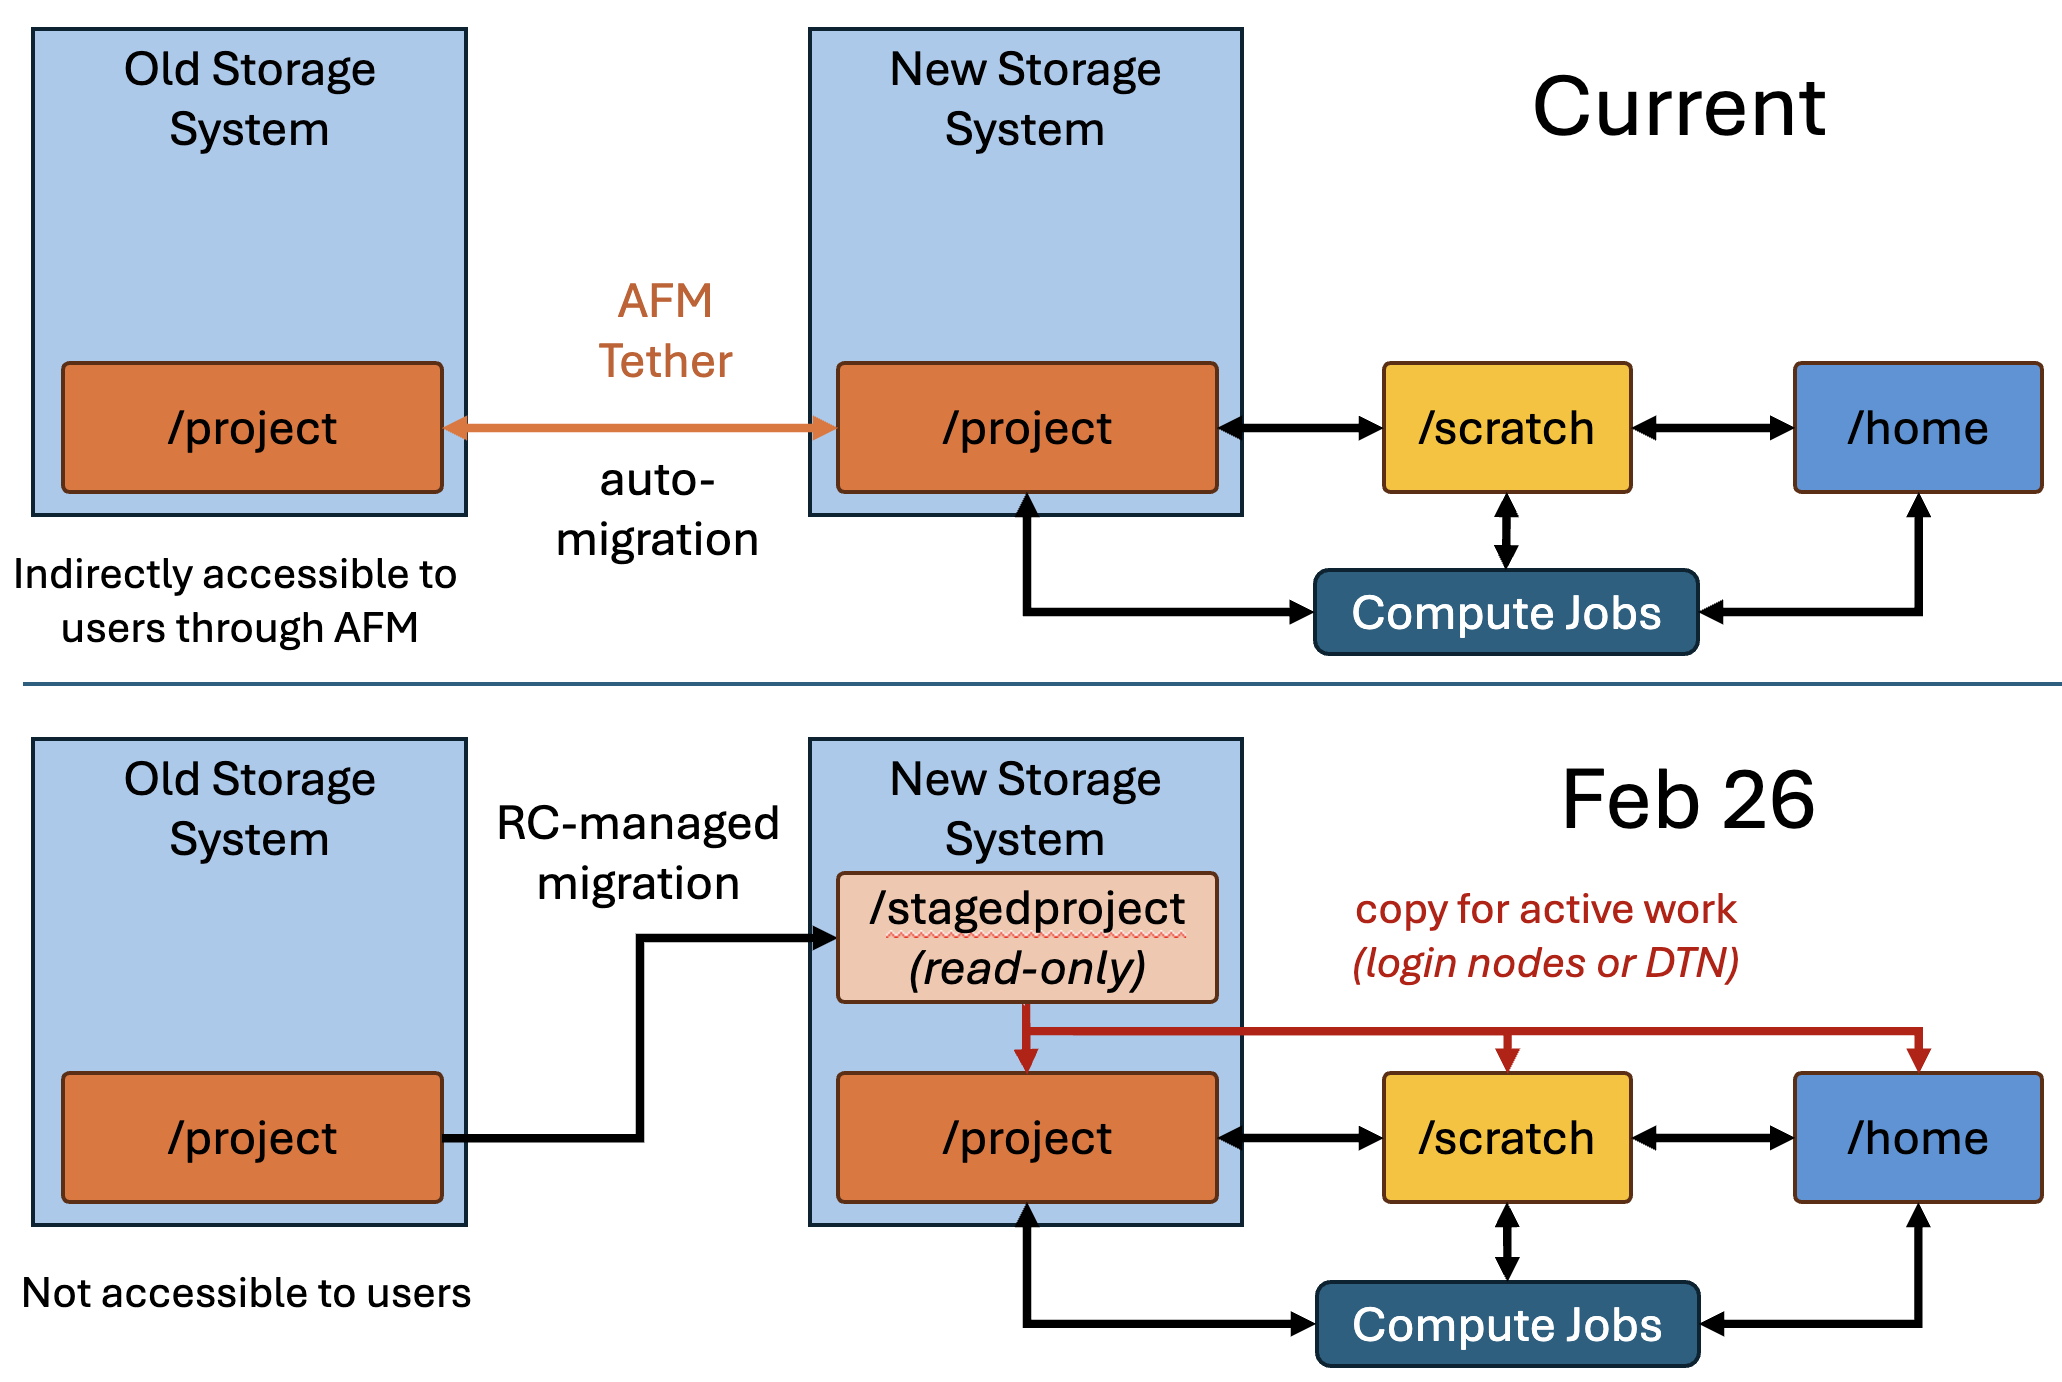 Old Storage
System
New Storage
System
Current
AFM
Tether
/project
/project
/scratch
/home
auto-
migration
Indirectly accessible to
users through AFM
Compute Jobs
Old Storage
System
RC-managed
migration
New Storage
System
Feb 26
/stagedproject
(read-only)
copy for active work
(login nodes or DTN)
/project
/project
/scratch
/home
Not accessible to users
Compute Jobs